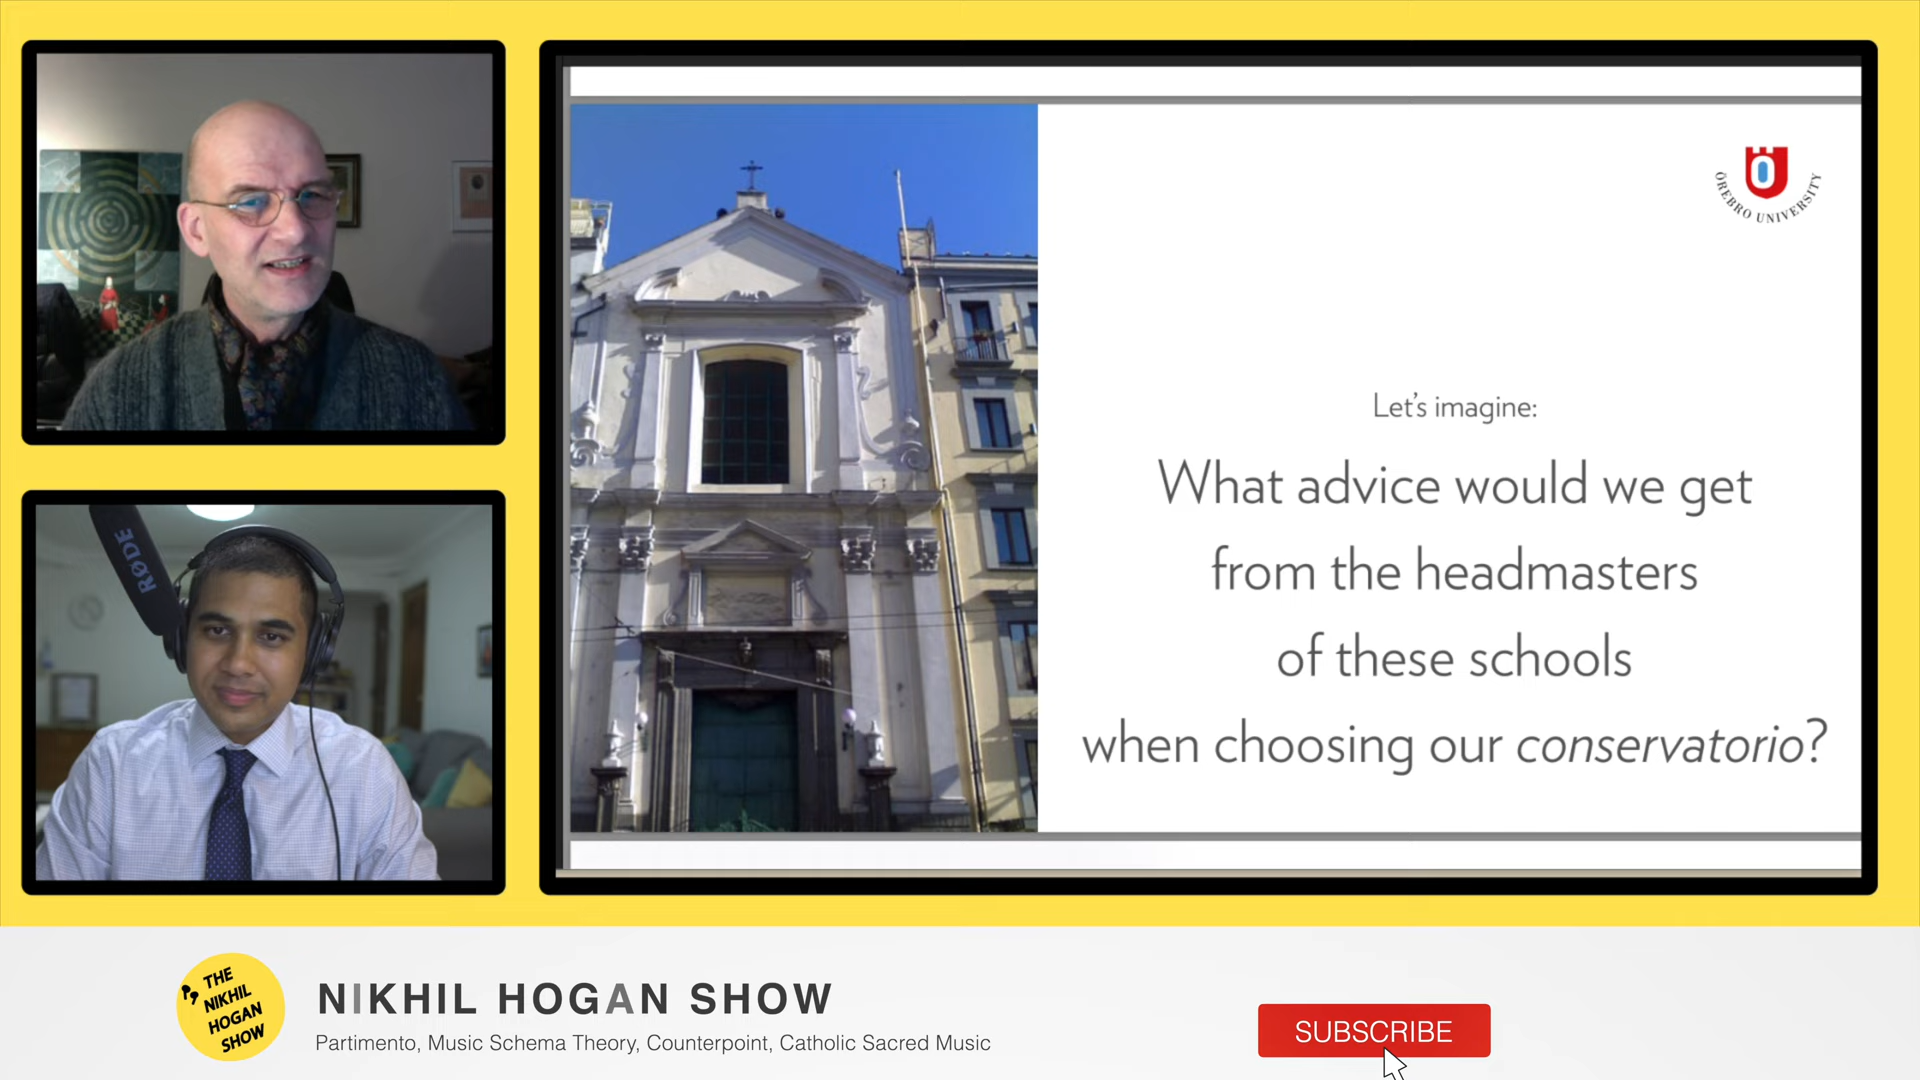 RØDE
ÖREBRO UNIVERSITY
Let's imagine:
What advice would we get
from the headmasters
of these schools
when choosing our conservatorio?
THE
NIKHIL
HOGAN
SHOW
NIKHIL HOGAN SHOW
Partimento, Music Schema Theory, Counterpoint, Catholic Sacred Music
SUBSCRIBE